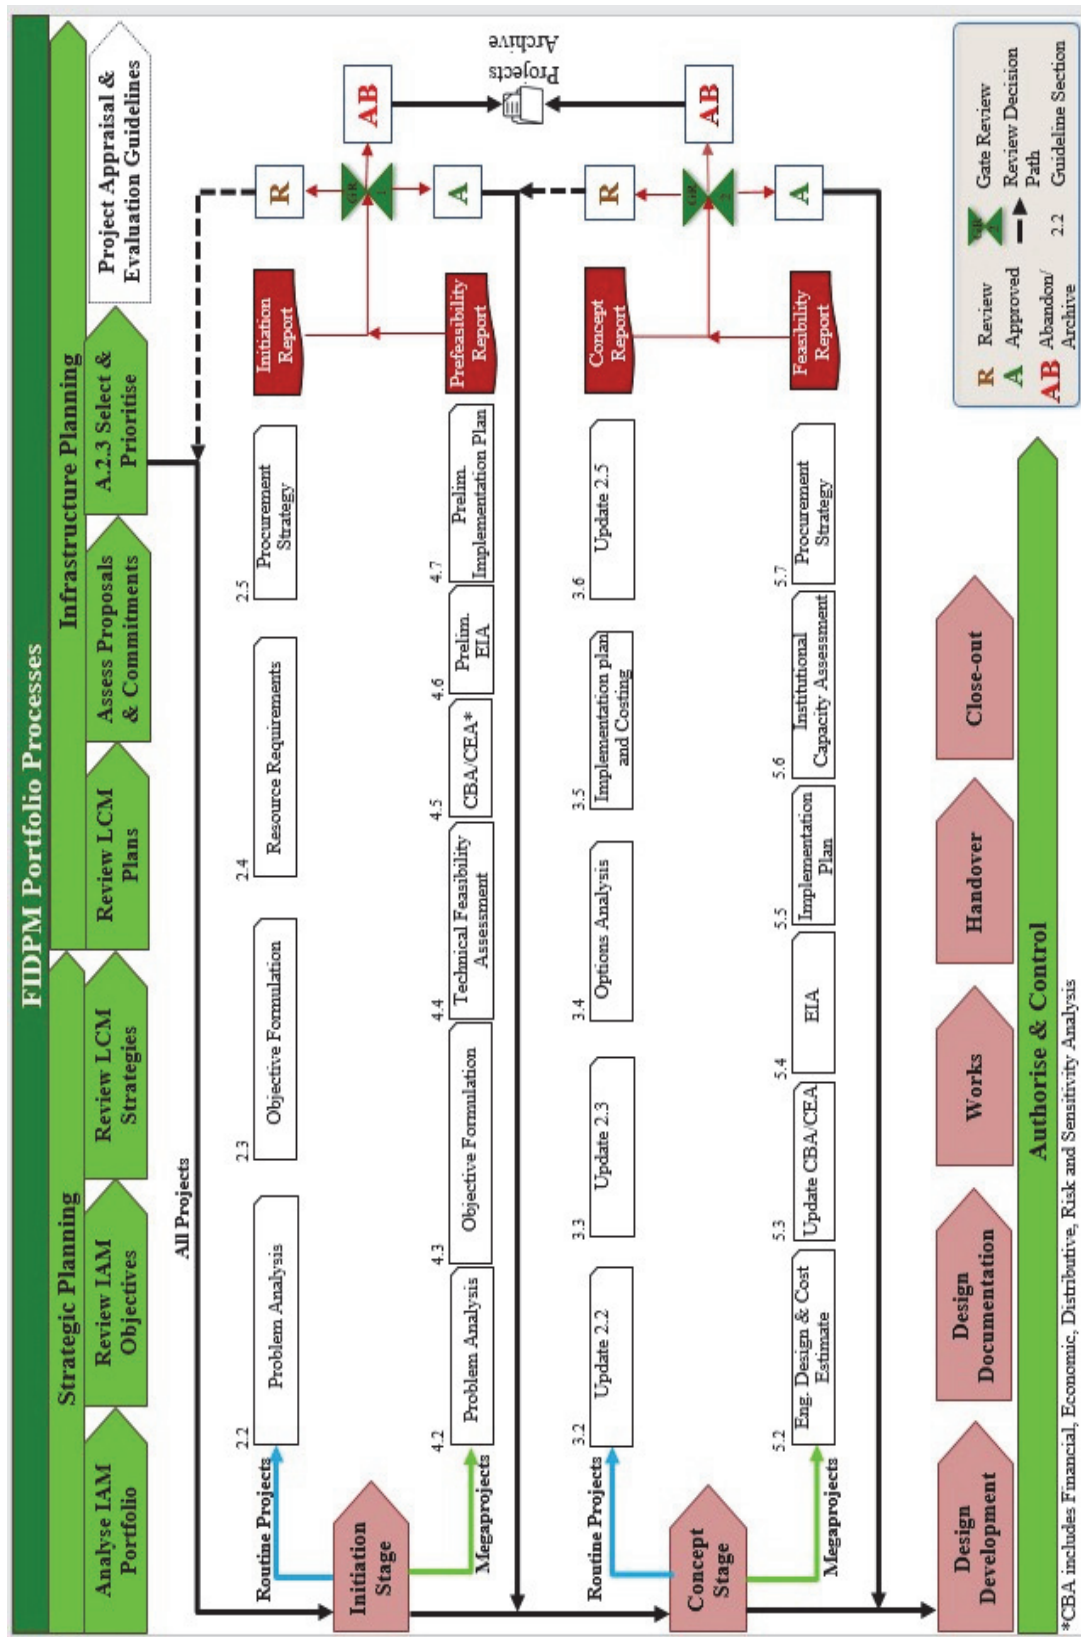 FIDPM Portfolio Processes
Strategic Planning
Infrastructure Planning
Analyse IAM
Portfolio
Review IAM
Objectives
Review LCM
Strategies
Review LCM
Plans
Assess Proposals
& Commitments
A.2.3 Select &
Prioritise
Project Appraisal &
Evaluation Guidelines
All Projects
Routine Projects
2.2
Problem Analysis
2.3
Objective Formulation
2.4
Resource Requirements
2.5
Procurement
Strategy
Initiation
Report
R
Initiation
Stage
GR
1
AB
Megaprojects
4.2
Problem Analysis
4.3
Objective Formulation
4.4
Technical Feasibility
Assessment
4.5
CBA/CEA*
4.6
Prelim.
EIA
4.7
Prelim.
Implementation Plan
Prefeasibility
Report
A
Projects
Archive
Routine Projects
3.2
Update 2.2
3.3
Update 2.3
3.4
Options Analysis
3.5
Implementation plan
and Costing
3.6
Update 2.5
Concept
Report
R
Concept
Stage
GR
2
AB
Megaprojects
5.2
Eng. Design & Cost
Estimate
5.3
Update CBA/CEA
5.4
EIA
5.5
Implementation
Plan
5.6
Institutional
Capacity Assessment
5.7
Procurement
Strategy
Feasibility
Report
A
Design
Development
Design
Documentation
Works
Handover
Close-out
Authorise & Control
R
Review
A
Approved
AB
Abandon/
Archive
Gate Review
Review Decision
Path
2.2
Guideline Section
*CBA includes Financial, Economic, Distributive, Risk and Sensitivity Analysis